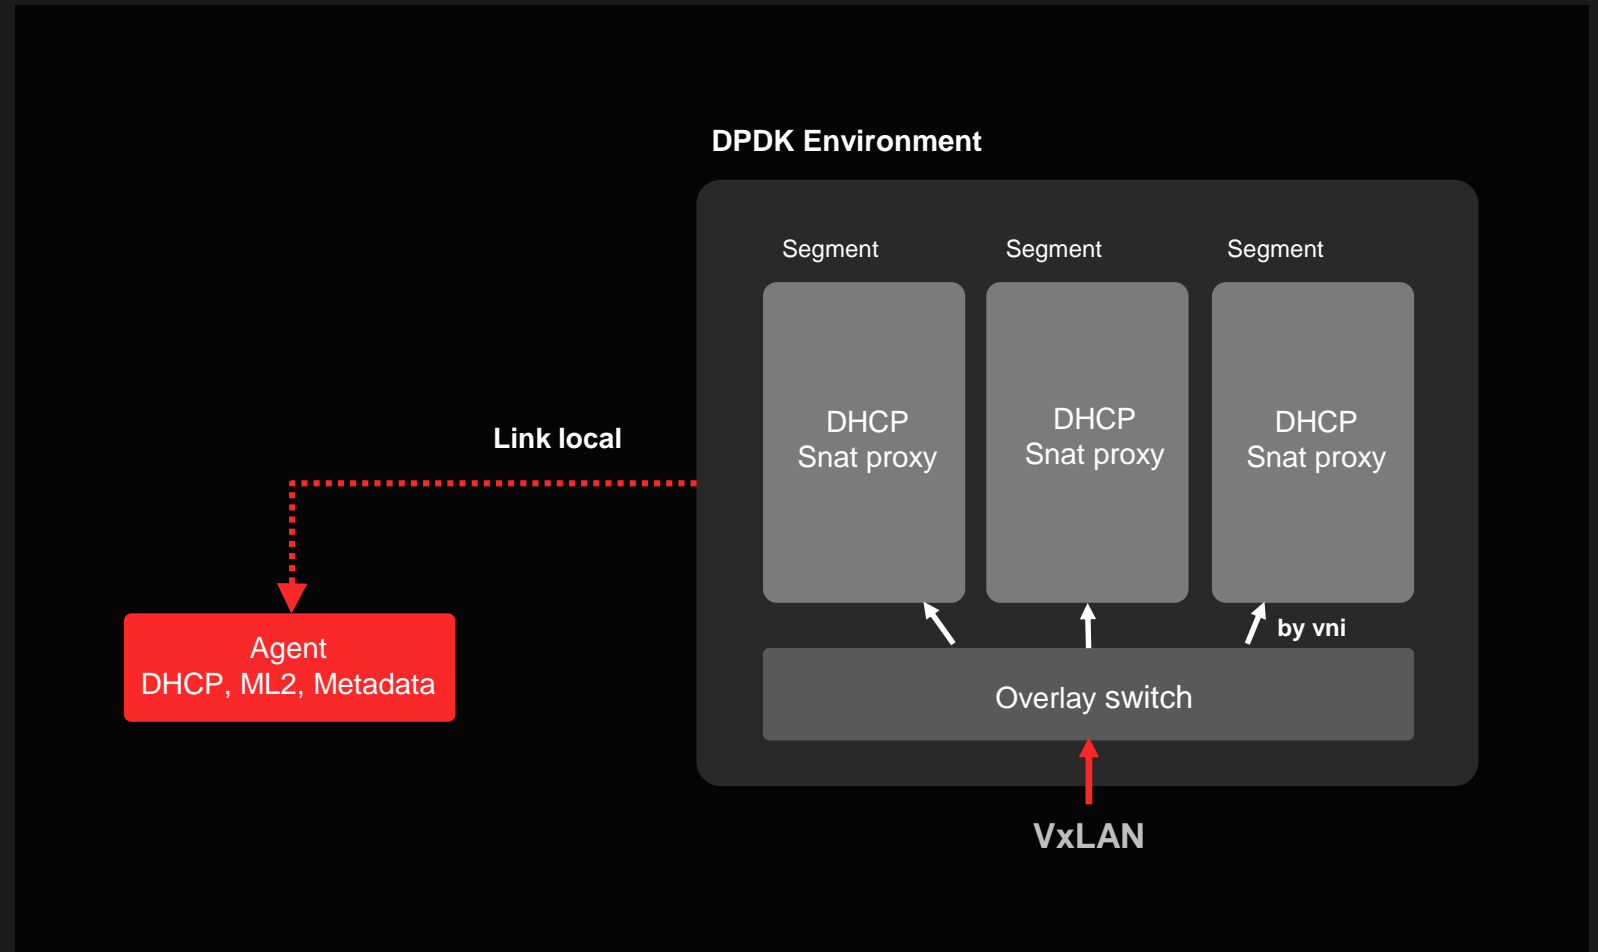 DPDK Environment
Segment
Segment
Segment
DHCP
Snat proxy
DHCP
Snat proxy
DHCP
Snat proxy
Link local
by vni
Agent
DHCP, ML2, Metadata
Overlay switch
VxLAN